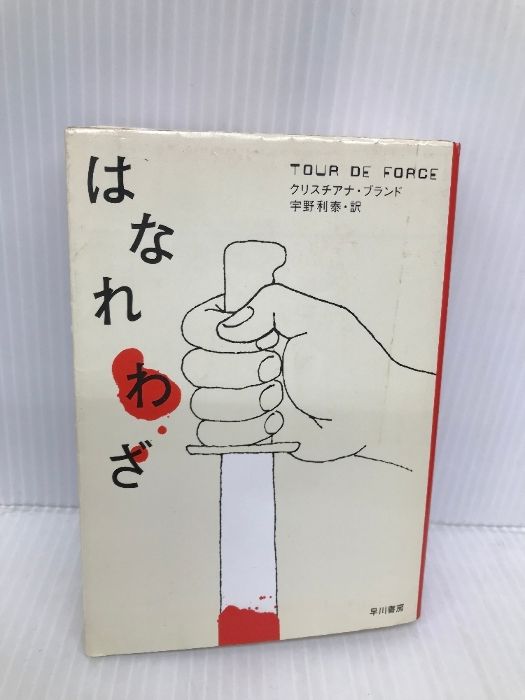 はなれわざ
TOUR DE FORCE
クリスチアナ・ブランド
宇野利泰・訳
早川書房